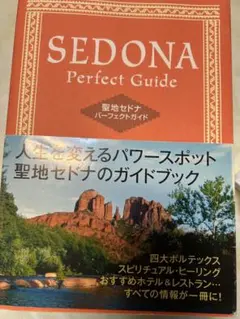 SEDONA
Perfect Guide
聖地セドナ
パーフェクトガイド
人生を変えるパワースポット
聖地セドナのガイドブック
四大ボルテックス
スピリチュアル・ヒーリング
おすすめホテル&レストラン…
すべての情報が一冊に!